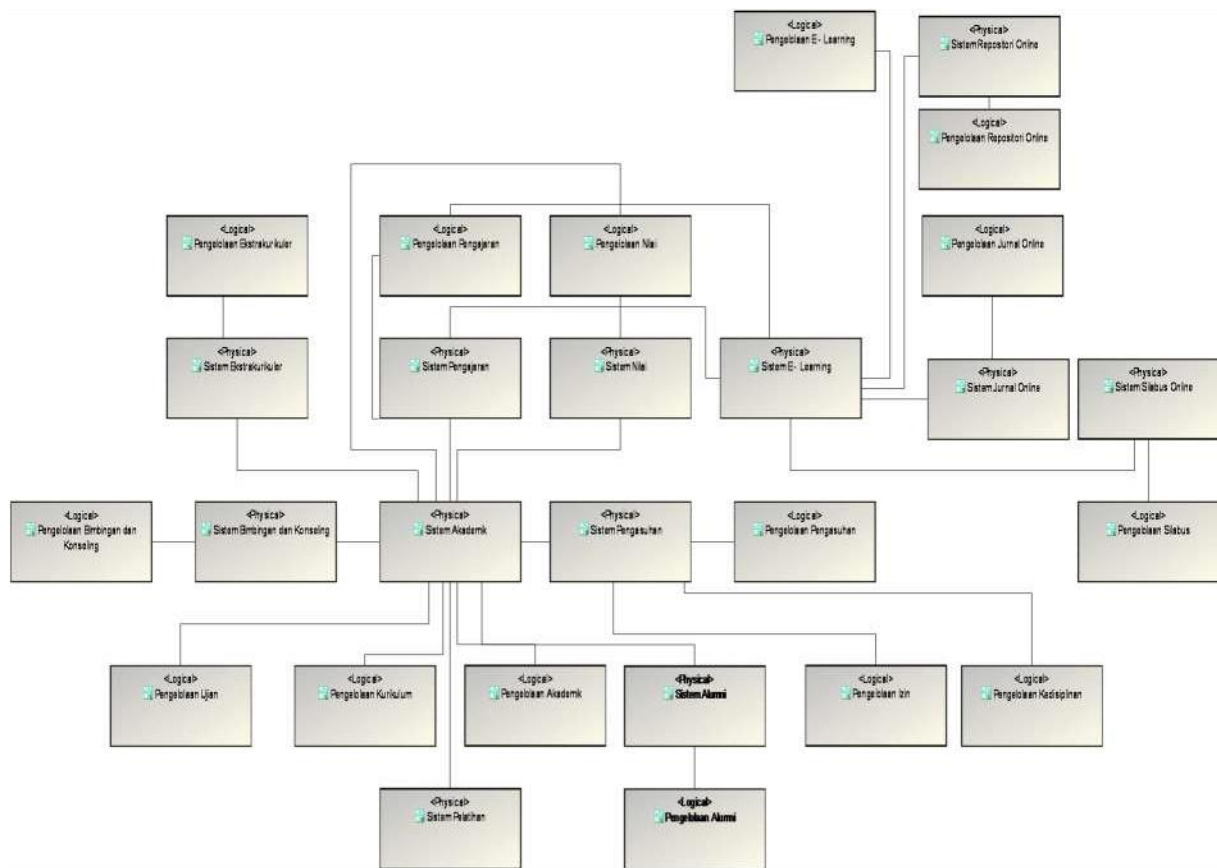 <Logical>
Pengelolaan E- Learning
<Physical>
Sistem Repositori Online
<Logical>
Pengelolaan Repositori Online
<Logical>
Pengelolaan Ekstrakurikuler
<Logical>
Pengelolaan Pengajaran
<Logical>
Pengelolaan Nilai
<Logical>
Pengelolaan Jurnal Online
<Physical>
Sistem Ekstrakurikuler
<Physical>
Sistem Pengajaran
<Physical>
Sistem Nilai
<Physical>
Sistem E- Learning
<Physical>
Sistem Jurnal Online
<Physical>
Sistem Silabus Online
<Logical>
Pengelolaan Bimbingan dan
Konseling
<Physical>
Sistem Bimbingan dan Konseling
<Physical>
Sistem Akademik
<Physical>
Sistem Pengasuhan
<Logical>
Pengelolaan Pengasuhan
<Logical>
Pengelolaan Silabus
<Logical>
Pengelolaan Ujian
<Logical>
Pengelolaan Kurikulum
<Logical>
Pengelolaan Akademik
<Physical>
Sistem Alumni
<Logical>
Pengelolaan Izin
<Logical>
Pengelolaan Kedisiplinan
<Physical>
Sistem Pelatihan
<Logical>
Pengelolaan Alumni